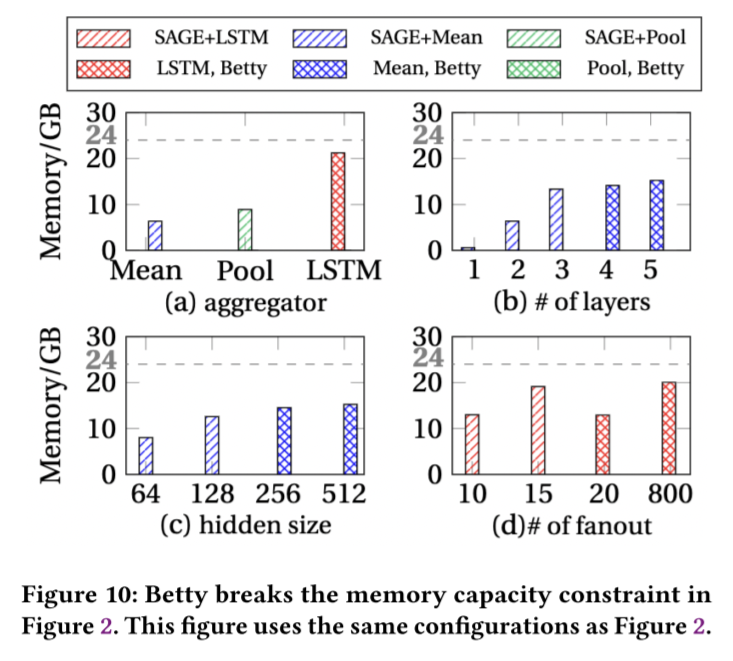 SAGE+LSTM SAGE+Mean SAGE+Pool
LSTM, Betty Mean, Betty Pool, Betty
Memory/GB
30
24
20
10
0
Mean Pool LSTM
(a) aggregator
30
24
20
10
0
1 2 3 4 5
(b) # of layers
Memory/GB
30
24
20
10
0
64 128 256 512
(c) hidden size
30
24
20
10
0
10 15 20 800
(d)# of fanout
Figure 10: Betty breaks the memory capacity constraint in
Figure 2. This figure uses the same configurations as Figure 2.